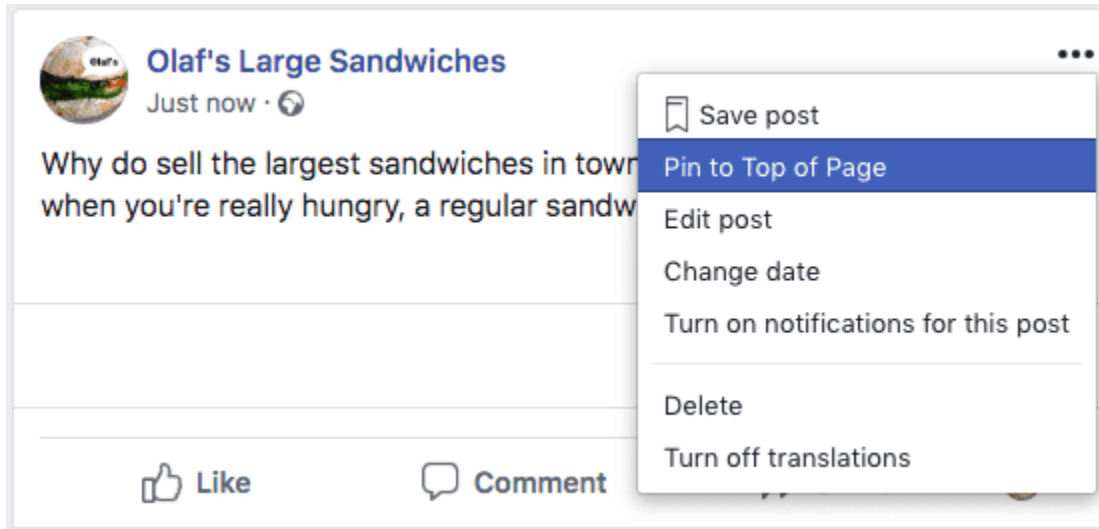 Olaf's
Olaf's Large Sandwiches
Just now ·
Why do sell the largest sandwiches in town
when you're really hungry, a regular sandw
Save post
Pin to Top of Page
Edit post
Change date
Turn on notifications for this post
Delete
Turn off translations
Like
Comment